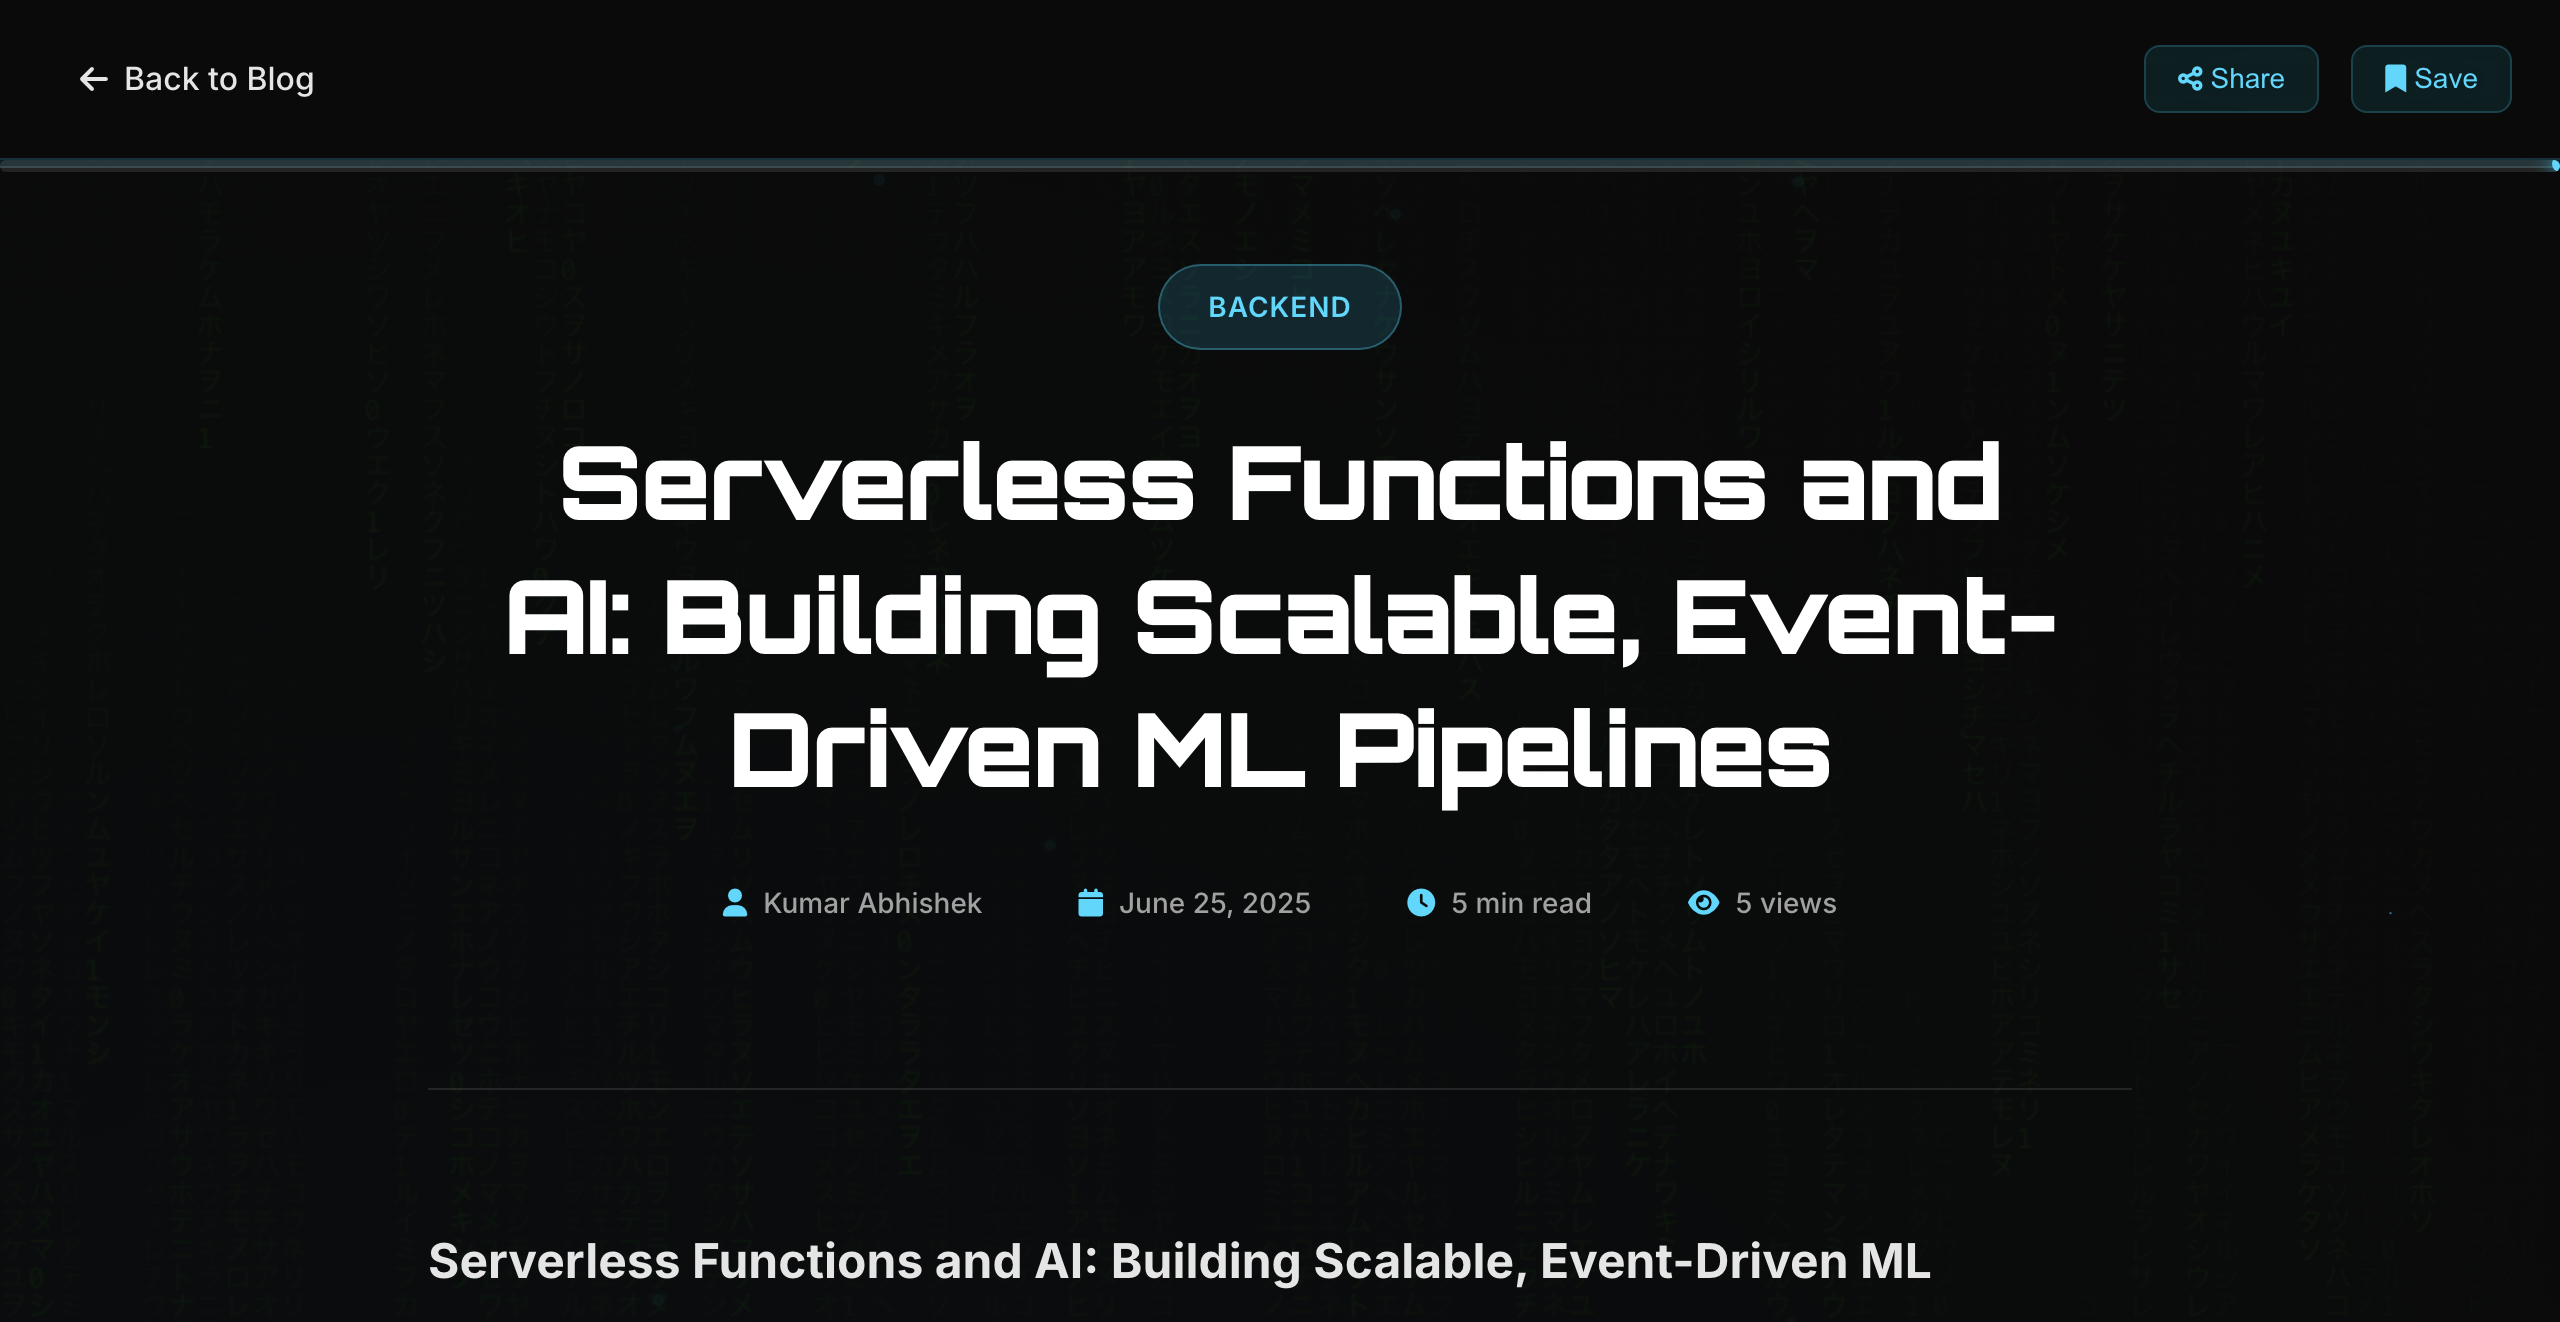 Back to Blog
Share
Save
BACKEND
Serverless Functions and
AI: Building Scalable, Event-
Driven ML Pipelines
Kumar Abhishek
June 25, 2025
5 min read
5 views
Serverless Functions and AI: Building Scalable, Event-Driven ML